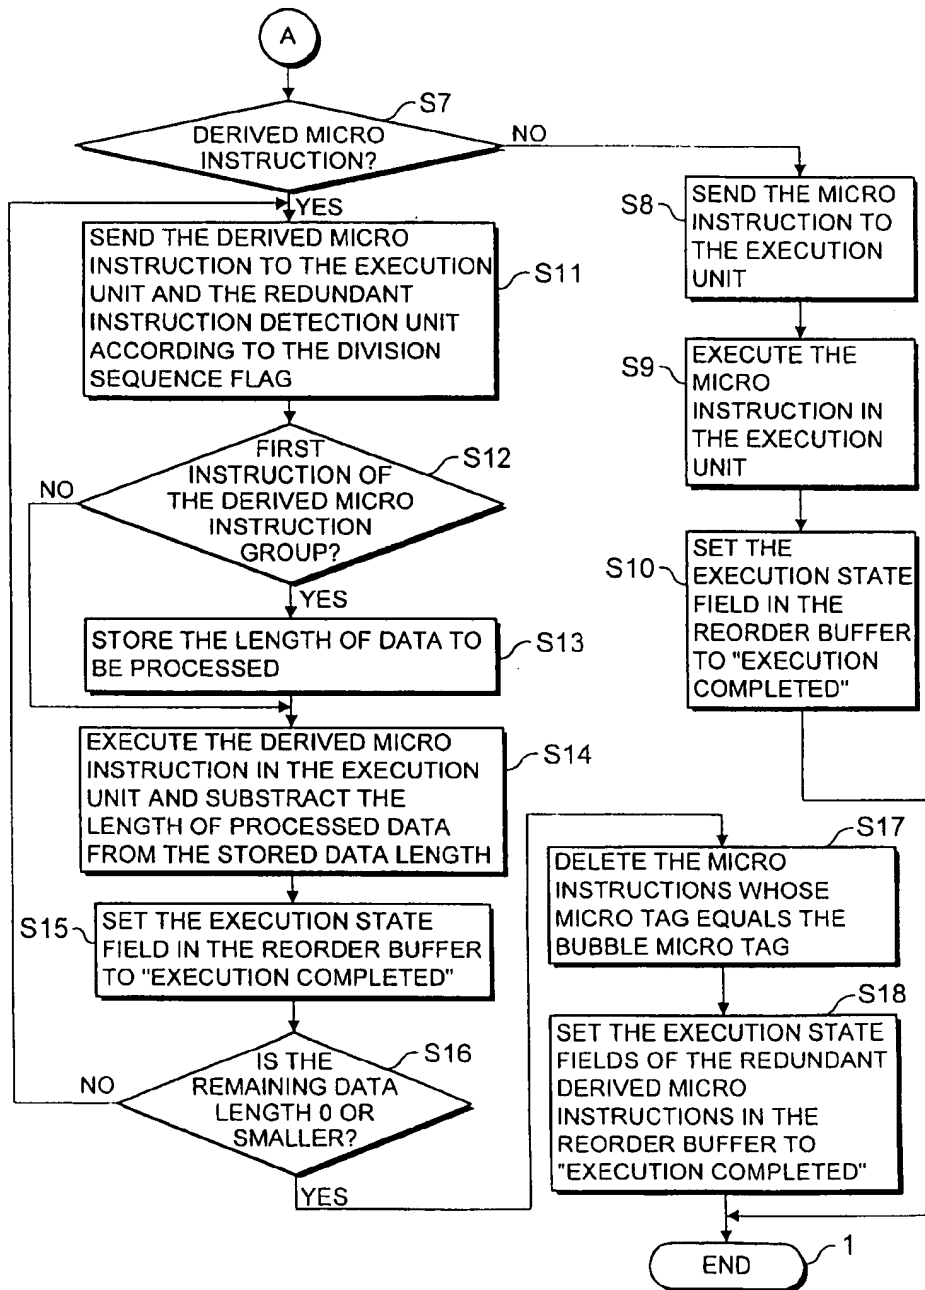 A
S7
DERIVED MICRO
INSTRUCTION?
NO
YES
S8
SEND THE MICRO
INSTRUCTION TO
THE EXECUTION
UNIT
SEND THE DERIVED MICRO
INSTRUCTION TO THE EXECUTION
UNIT AND THE REDUNDANT
INSTRUCTION DETECTION UNIT
ACCORDING TO THE DIVISION
SEQUENCE FLAG
S11
S9
EXECUTE THE
MICRO
INSTRUCTION IN
THE EXECUTION
UNIT
FIRST
INSTRUCTION OF
THE DERIVED MICRO
INSTRUCTION
GROUP?
S12
NO
YES
S10
SET THE
EXECUTION STATE
FIELD IN THE
REORDER BUFFER
TO "EXECUTION
COMPLETED"
STORE THE LENGTH OF DATA TO
BE PROCESSED
S13
EXECUTE THE DERIVED MICRO
INSTRUCTION IN THE EXECUTION
UNIT AND SUBSTRACT THE
LENGTH OF PROCESSED DATA
FROM THE STORED DATA LENGTH
S14
S15
SET THE EXECUTION STATE
FIELD IN THE REORDER BUFFER
TO "EXECUTION COMPLETED"
S16
IS THE
REMAINING DATA
LENGTH 0 OR
SMALLER?
NO
YES
S17
DELETE THE MICRO
INSTRUCTIONS WHOSE
MICRO TAG EQUALS THE
BUBBLE MICRO TAG
S18
SET THE EXECUTION STATE
FIELDS OF THE REDUNDANT
DERIVED MICRO
INSTRUCTIONS IN THE
REORDER BUFFER TO
"EXECUTION COMPLETED"
END
1